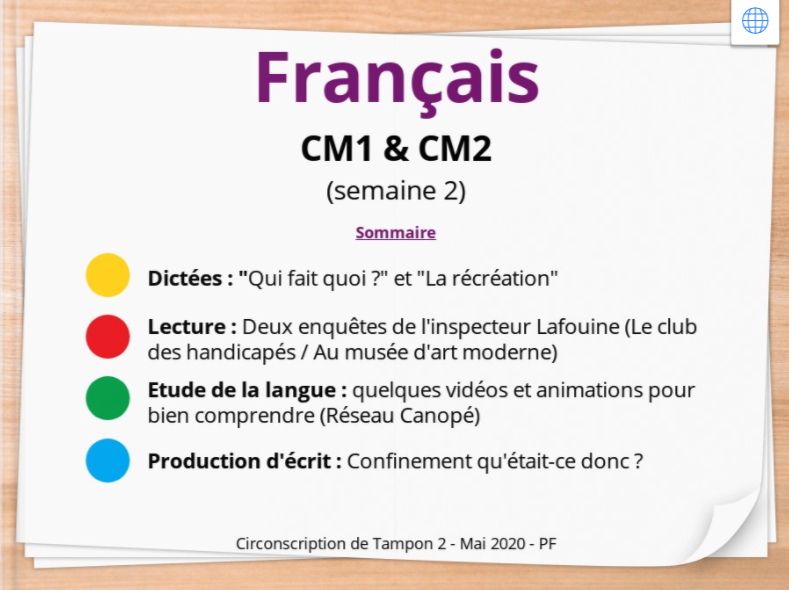 Français
CM1 & CM2
(semaine 2)
Sommaire
Dictées : "Qui fait quoi ?" et "La récréation"
Lecture : Deux enquêtes de l'inspecteur Lafouine (Le club
des handicapés / Au musée d'art moderne)
Etude de la langue : quelques vidéos et animations pour
bien comprendre (Réseau Canopé)
Production d'écrit : Confinement qu'était-ce donc ?
Circonscription de Tampon 2 - Mai 2020 - PF